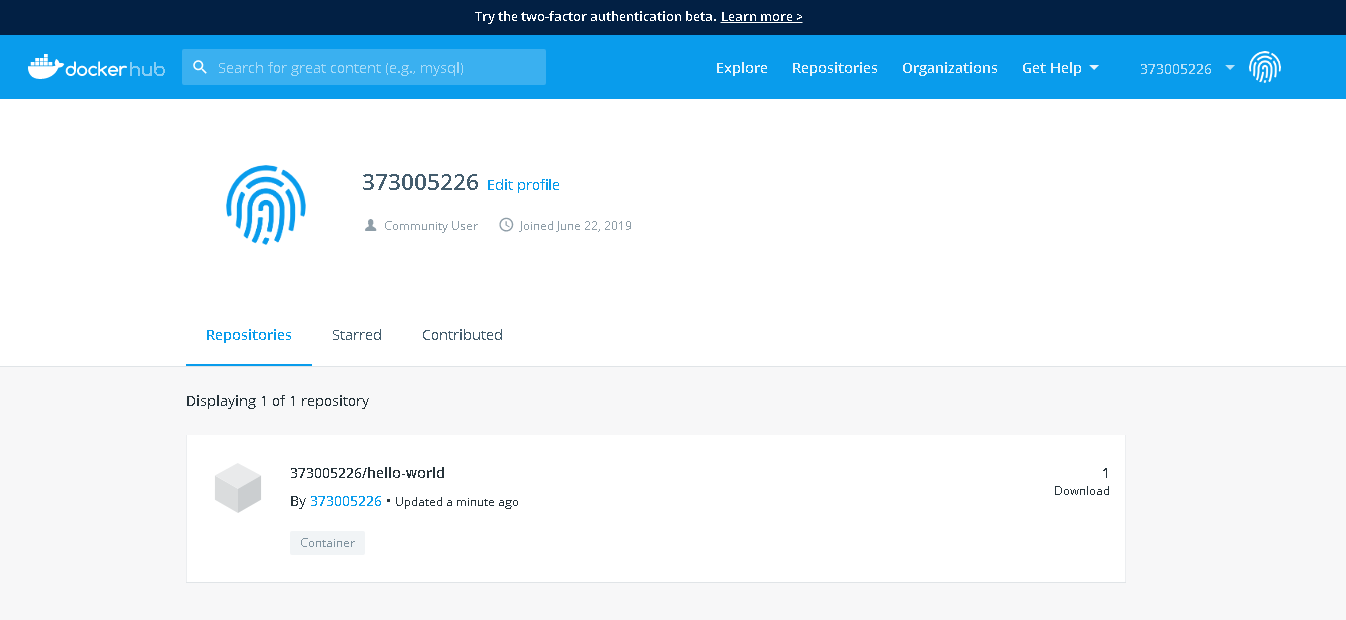 Try the two-factor authentication beta. Learn more >
dockerhub Search for great content (e.g., mysql) Explore Repositories Organizations Get Help 373005226
373005226 Edit profile
Community User Joined June 22, 2019
Repositories Starred Contributed
Displaying 1 of 1 repository
373005226/hello-world 1
By 373005226 • Updated a minute ago Download
Container